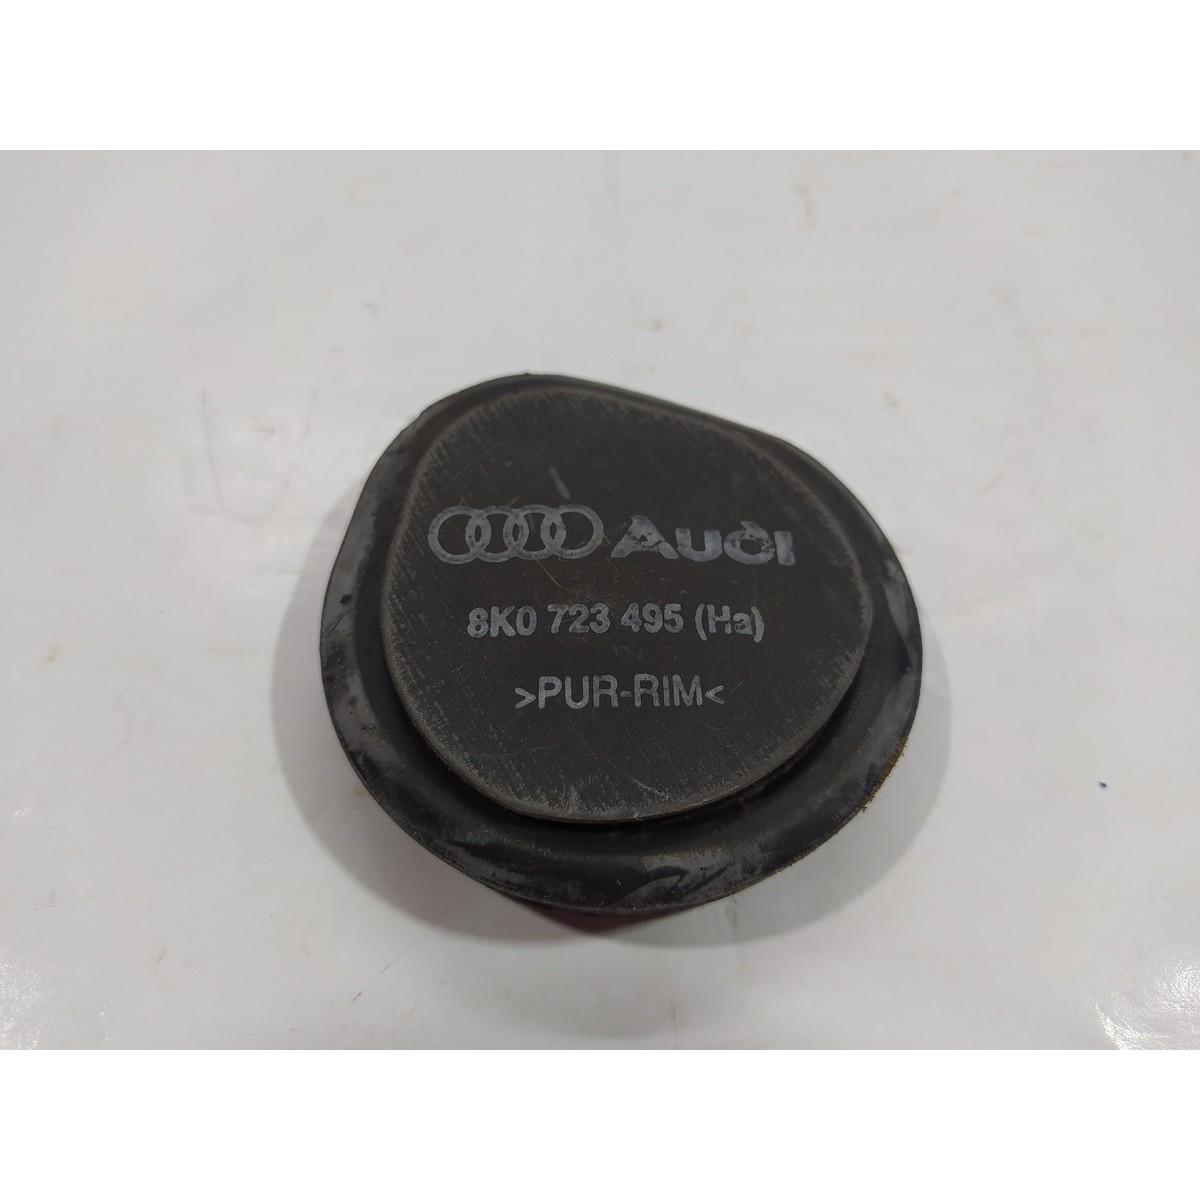 Audi
8K0 723 495 (Ha)
>PUR-RIM<